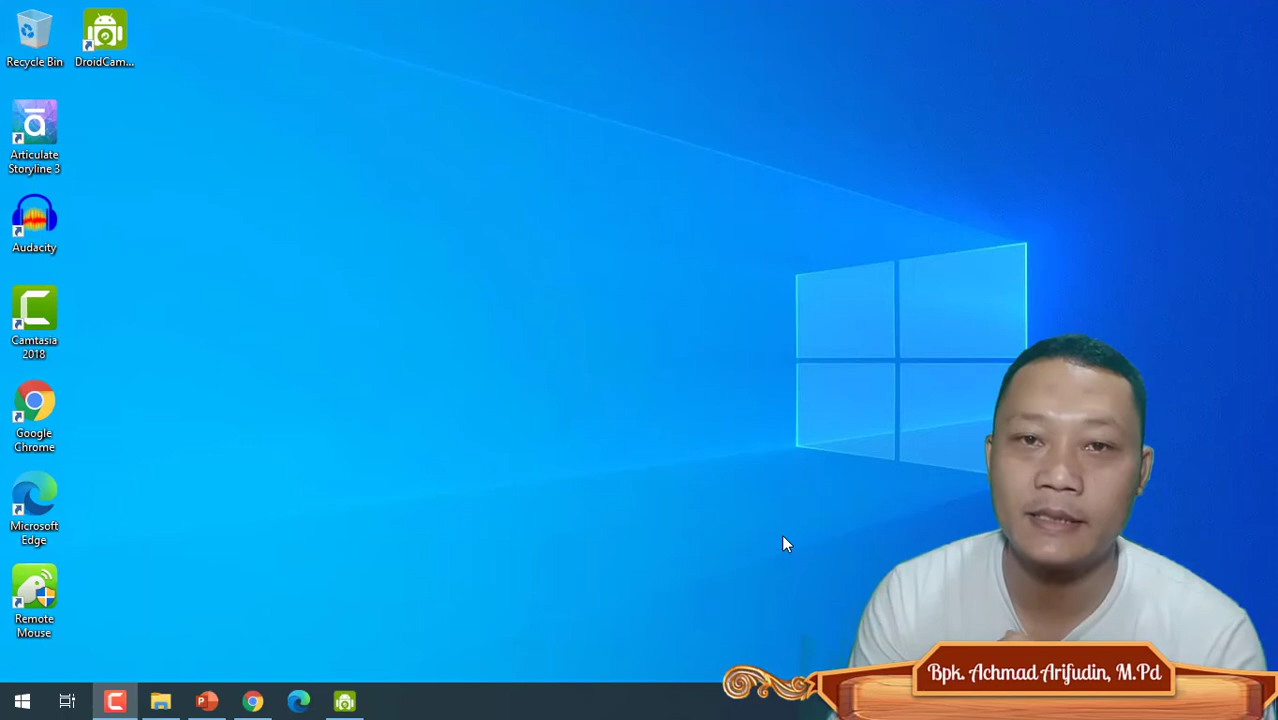 Recycle Bin
DroidCam...
Articulate
Storyline 3
Audacity
Camtasia
2018
Google
Chrome
Microsoft
Edge
Remote
Mouse
Bpk. Achmad Arifudin, M.Pd